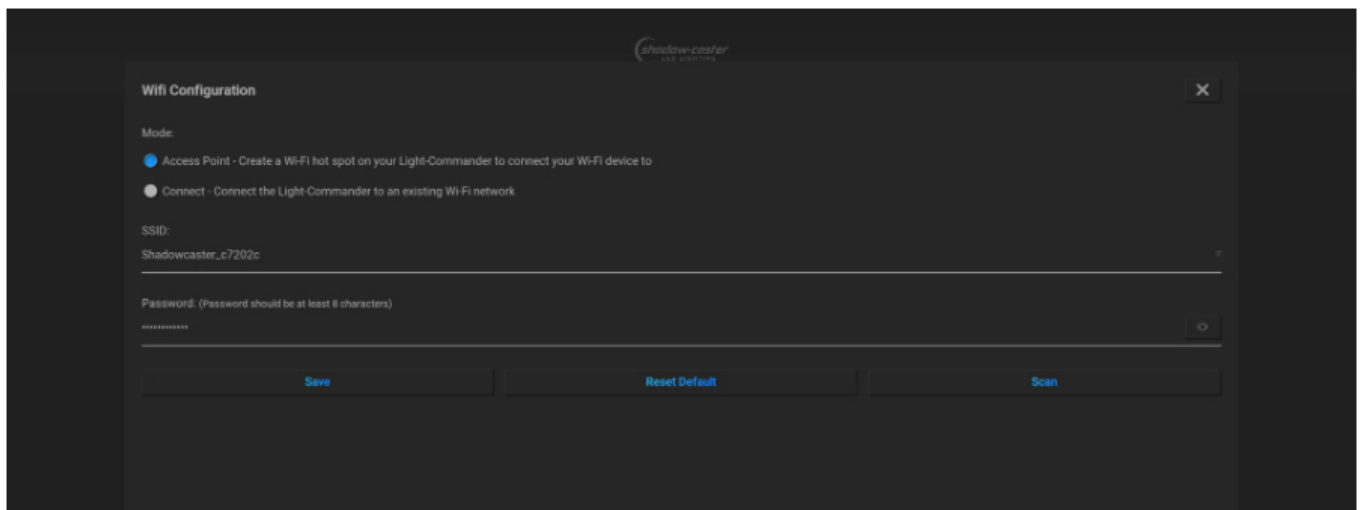 shadow-caster
LED LIGHTING
Wifi Configuration
Mode:
Access Point - Create a Wi-Fi hot spot on your Light-Commander to connect your Wi-Fi device to
Connect - Connect the Light-Commander to an existing Wi-Fi network
SSID:
Shadowcaster_c7202c
Password: (Password should be at least 8 characters)
••••••••••••
Save Reset Default Scan